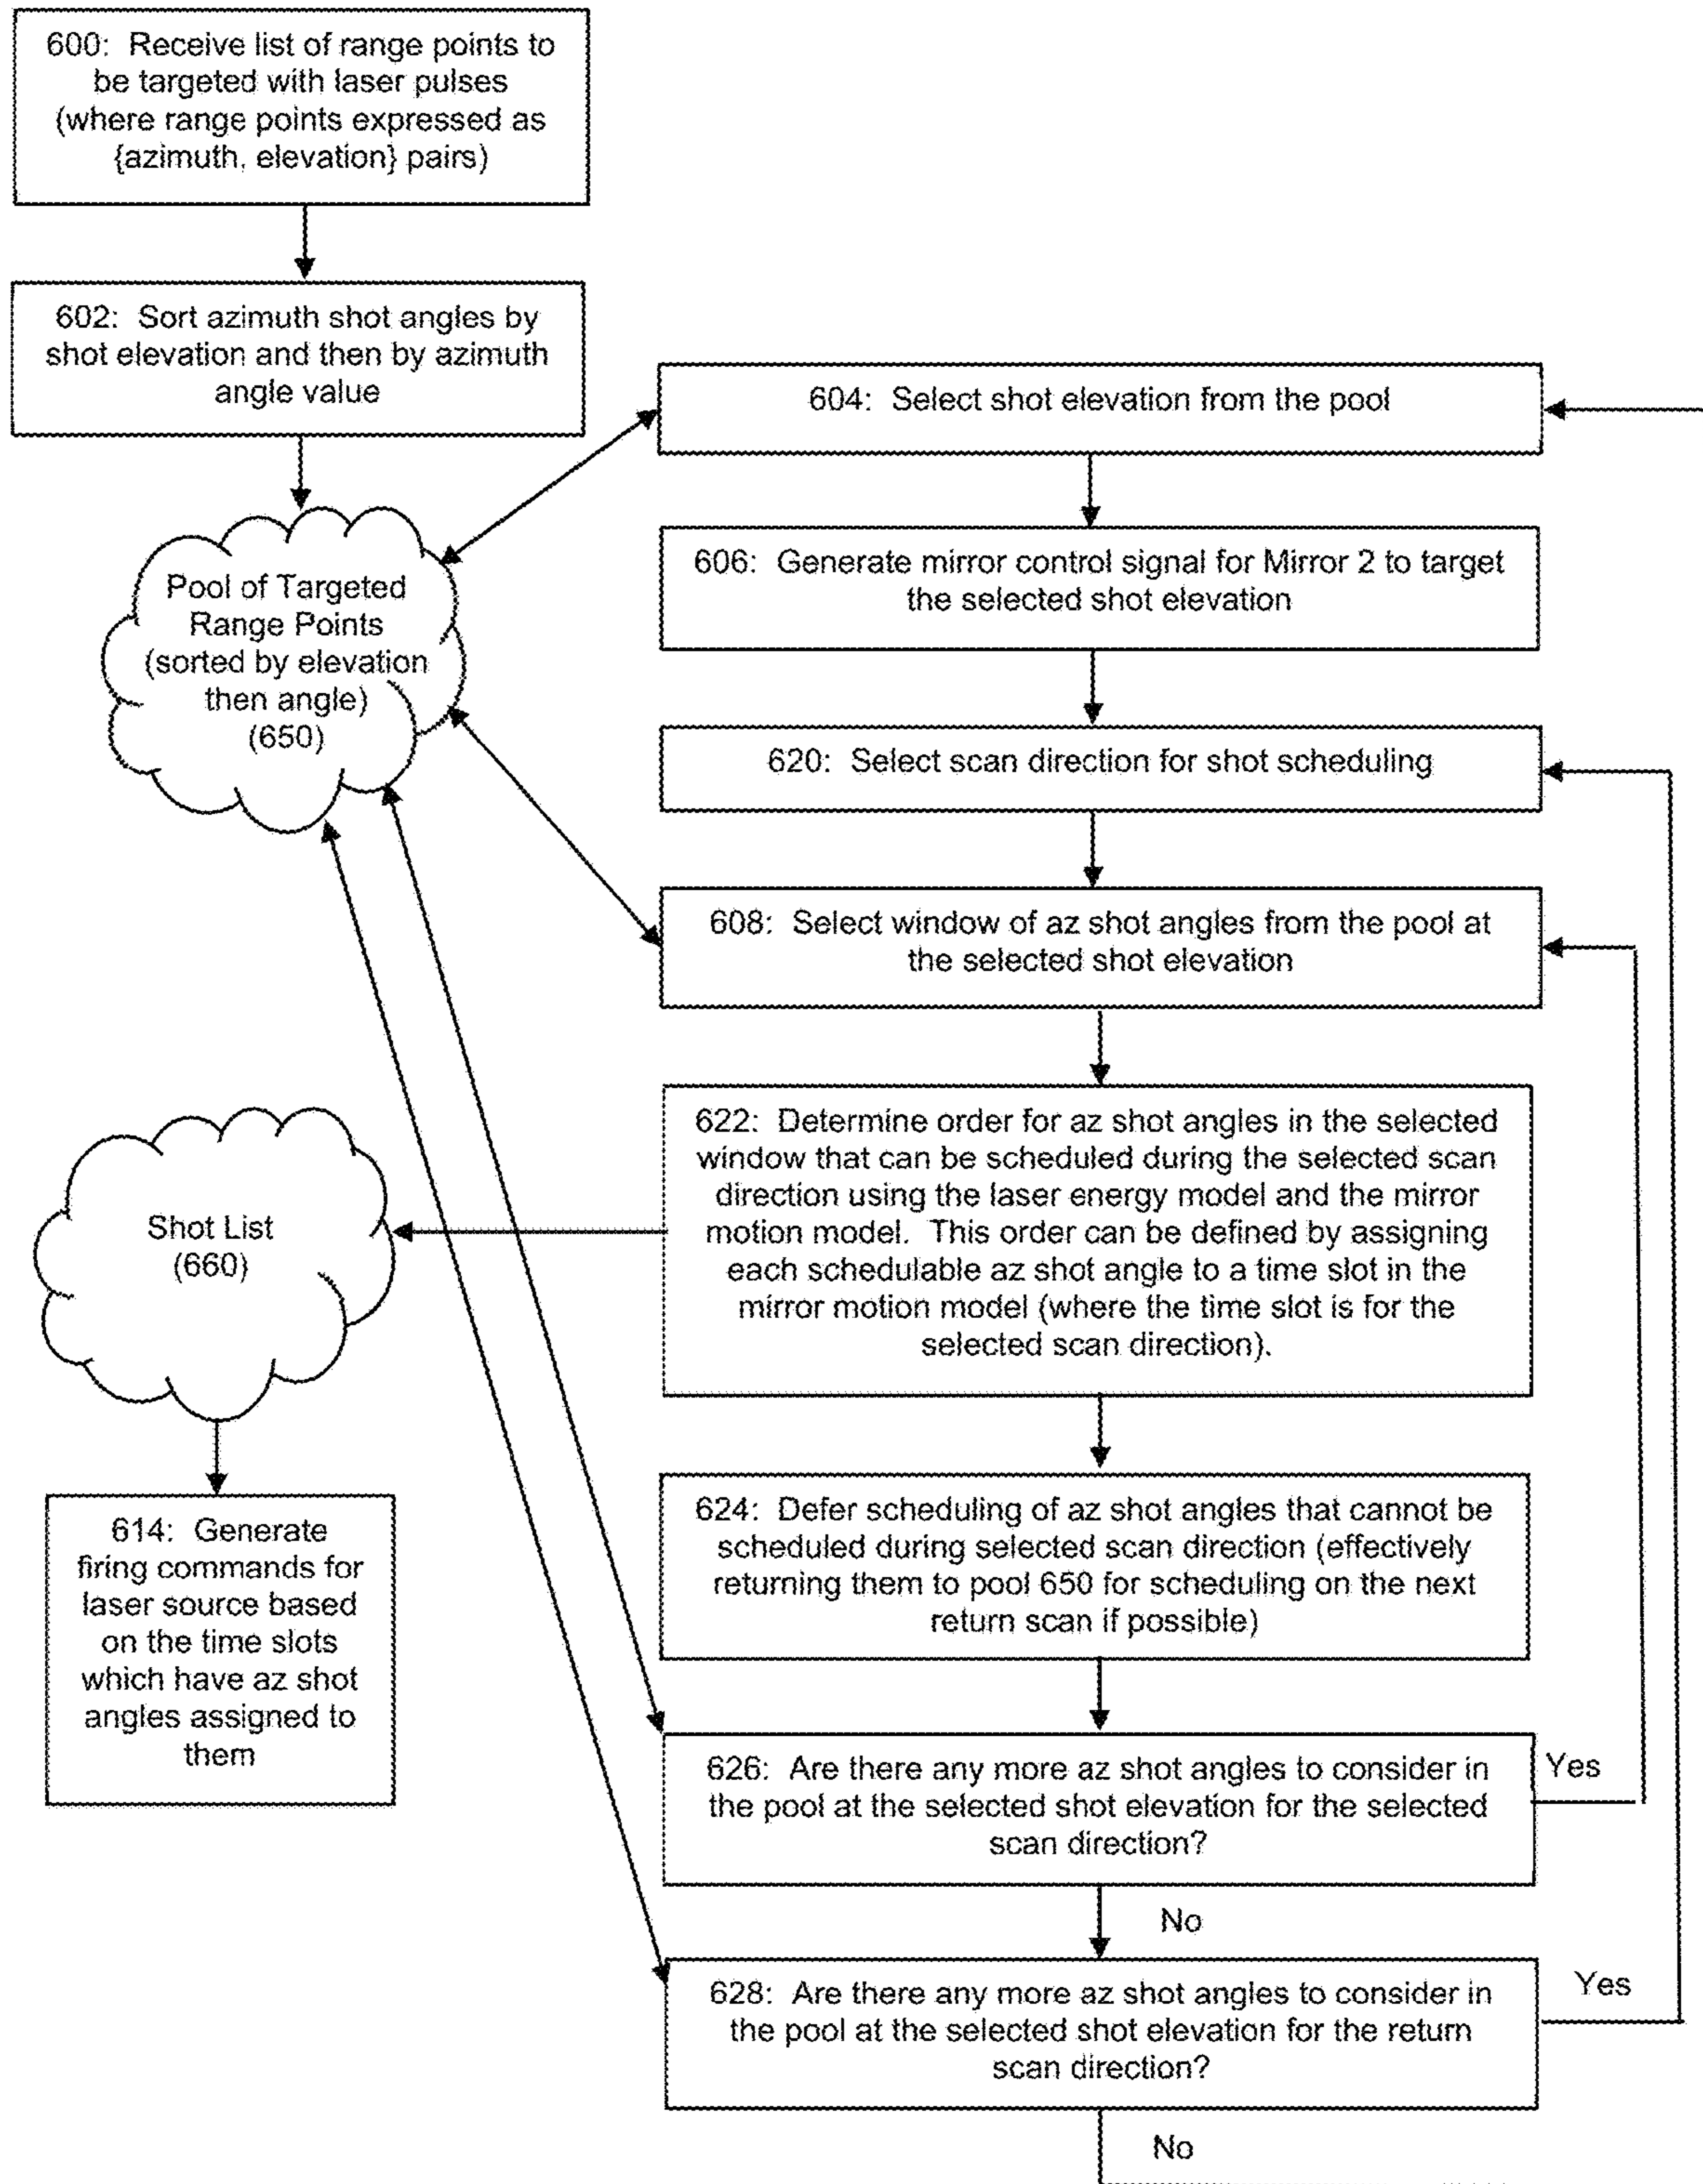 600: Receive list of range points to
be targeted with laser pulses
(where range points expressed as
{azimuth, elevation} pairs)
602: Sort azimuth shot angles by
shot elevation and then by azimuth
angle value
Pool of Targeted
Range Points
(sorted by elevation
then angle)
(650)
604: Select shot elevation from the pool
606: Generate mirror control signal for Mirror 2 to target
the selected shot elevation
620: Select scan direction for shot scheduling
608: Select window of az shot angles from the pool at
the selected shot elevation
622: Determine order for az shot angles in the selected
window that can be scheduled during the selected scan
direction using the laser energy model and the mirror
motion model. This order can be defined by assigning
each schedulable az shot angle to a time slot in the
mirror motion model (where the time slot is for the
selected scan direction).
Shot List
(660)
614: Generate
firing commands for
laser source based
on the time slots
which have az shot
angles assigned to
them
624: Defer scheduling of az shot angles that cannot be
scheduled during selected scan direction (effectively
returning them to pool 650 for scheduling on the next
return scan if possible)
626: Are there any more az shot angles to consider in
the pool at the selected shot elevation for the selected
scan direction?
Yes
No
628: Are there any more az shot angles to consider in
the pool at the selected shot elevation for the return
scan direction?
Yes
No